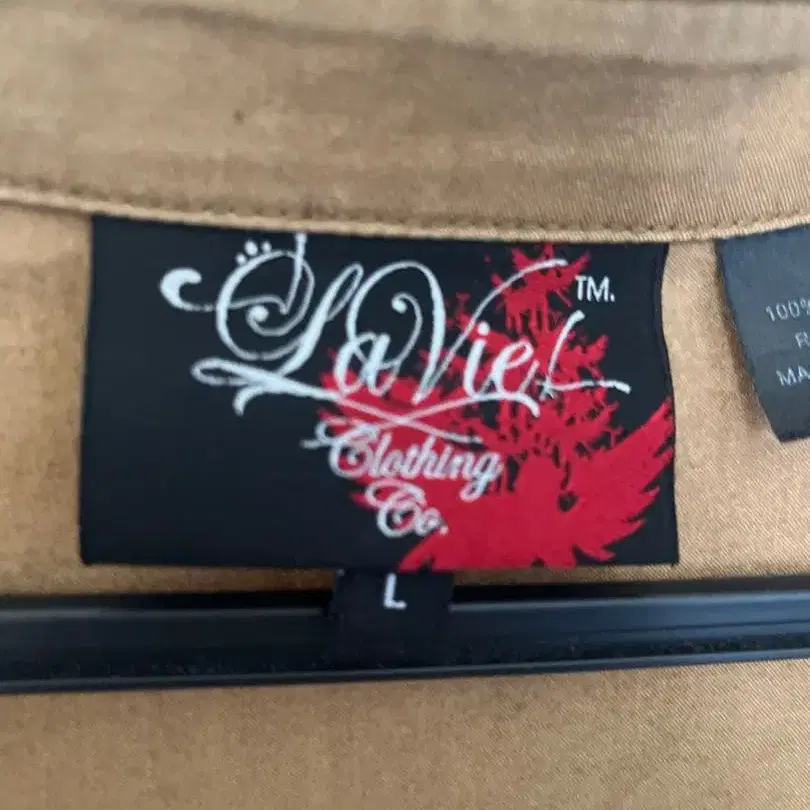 LaVie! TM.
Clothing
Co.
L
100%
R
MA